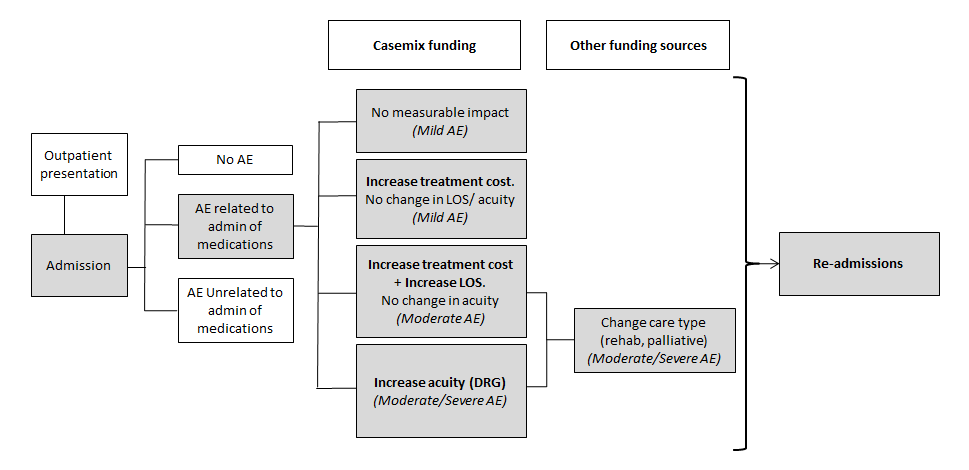 Casemix funding
Other funding sources
Outpatient
presentation
Admission
No AE
AE related to
admin of
medications
AE Unrelated to
admin of
medications
No measurable impact
(Mild AE)
Increase treatment cost.
No change in LOS/ acuity
(Mild AE)
Increase treatment cost
+ Increase LOS.
No change in acuity
(Moderate AE)
Increase acuity (DRG)
(Moderate/Severe AE)
Change care type
(rehab, palliative)
(Moderate/Severe AE)
Re-admissions